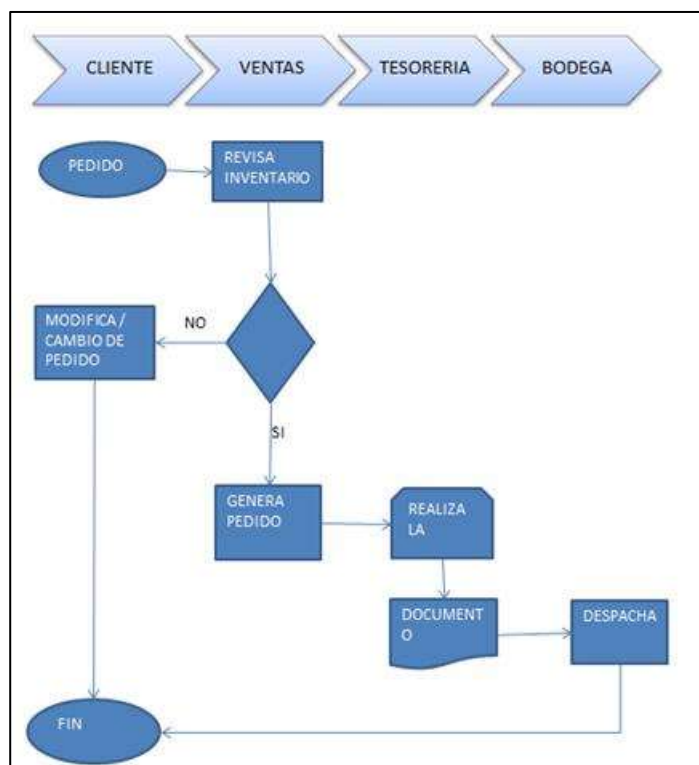 CLIENTE
VENTAS
TESORERIA
BODEGA
PEDIDO
REVISA
INVENTARIO
MODIFICA /
CAMBIO DE
PEDIDO
NO
SI
GENERA
PEDIDO
REALIZA
LA
DOCUMENT
O
DESPACHA
FIN